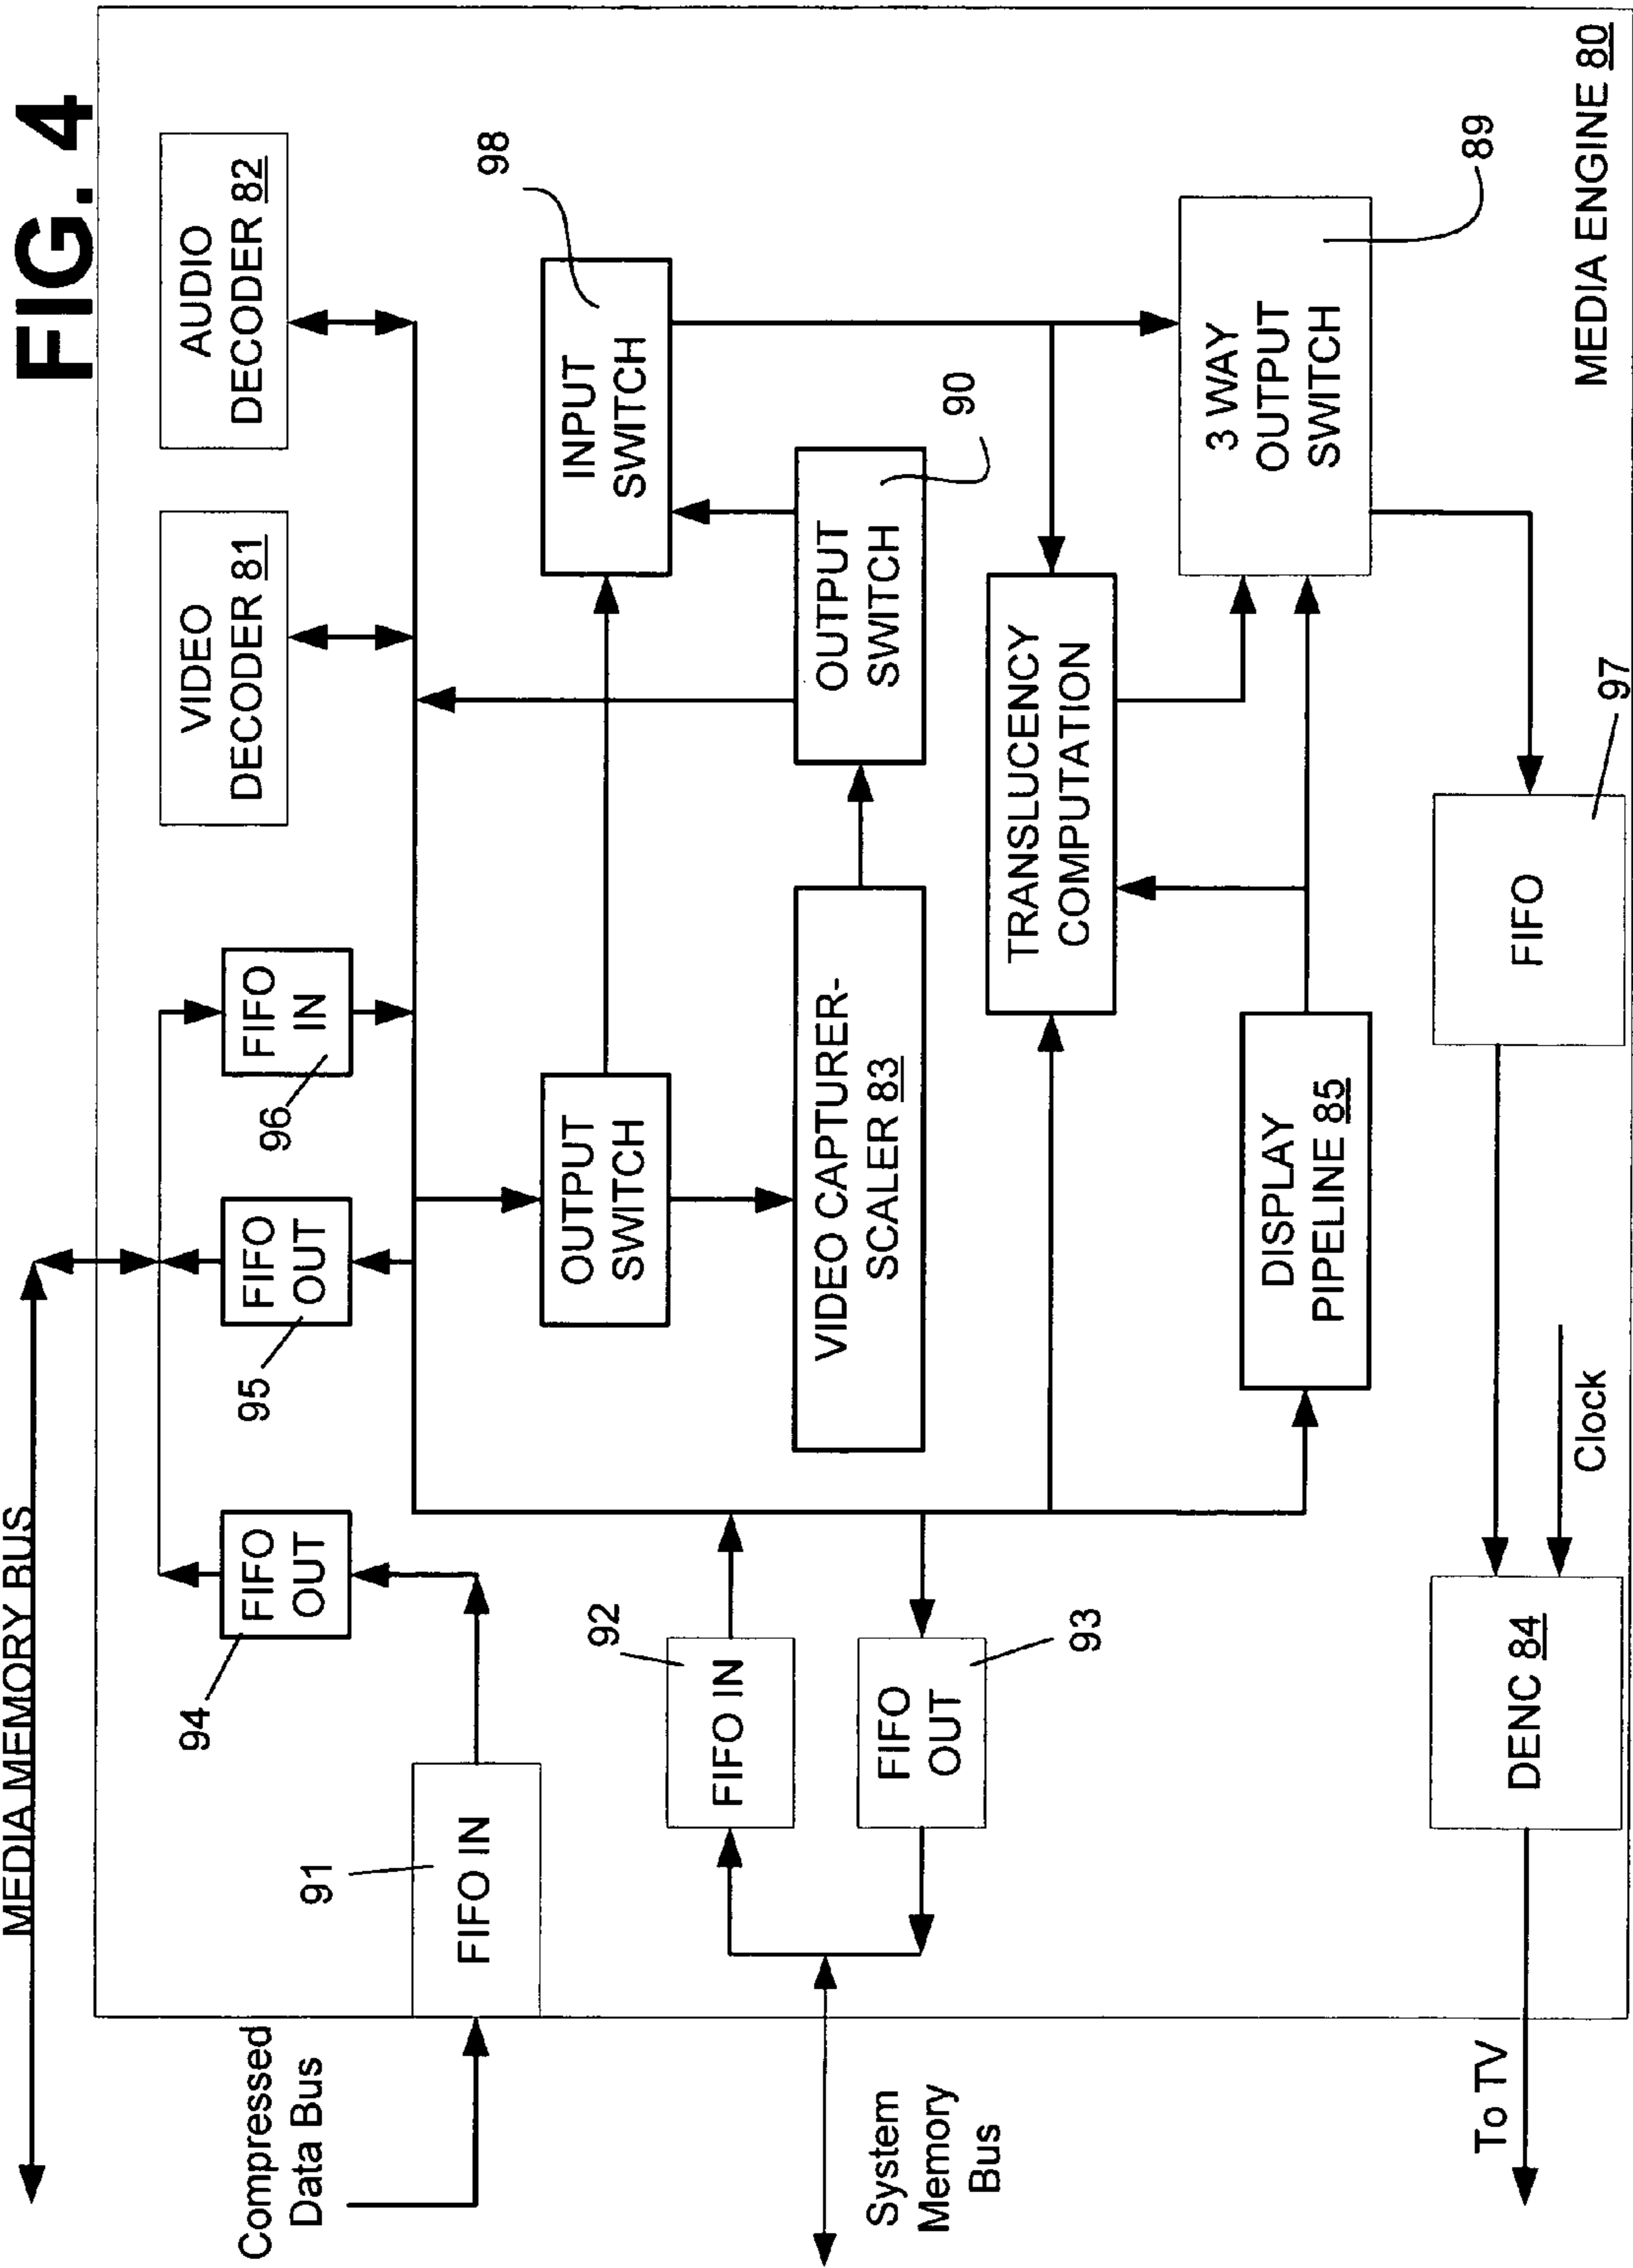 FIG. 4
MEDIA MEMORY BUS
Compressed
Data Bus
System
Memory
Bus
To TV
FIFO IN
91
FIFO
OUT
94
FIFO
OUT
95
FIFO
IN
96
VIDEO
DECODER 81
AUDIO
DECODER 82
FIFO IN
92
FIFO
OUT
93
OUTPUT
SWITCH
INPUT
SWITCH
98
VIDEO CAPTURER-
SCALER 83
OUTPUT
SWITCH
90
TRANSLUCENCY
COMPUTATION
DISPLAY
PIPELINE 85
3 WAY
OUTPUT
SWITCH
89
DENC 84
Clock
FIFO
97
MEDIA ENGINE 80